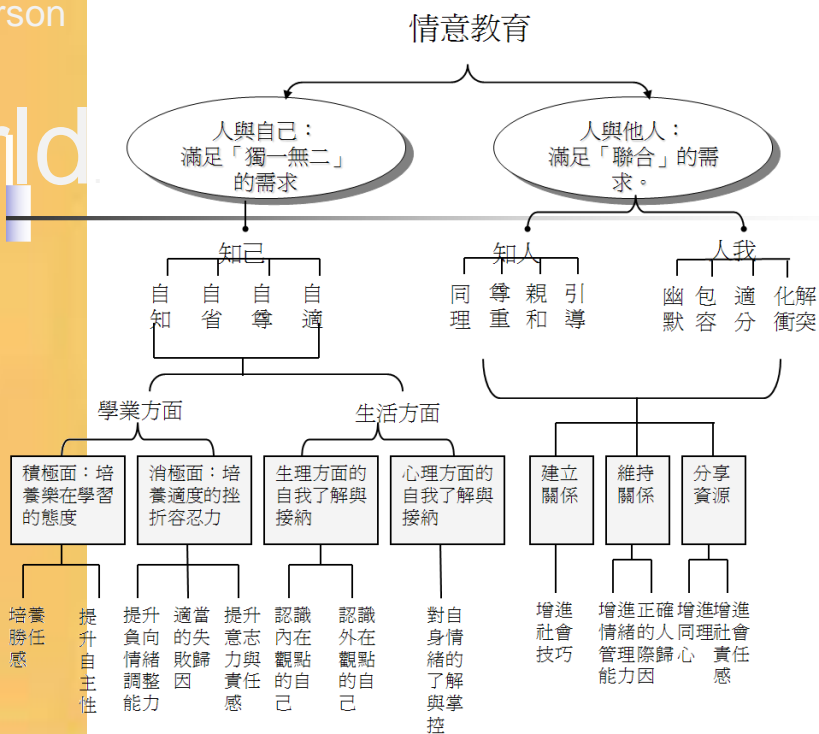 rson
ld
情意教育
人與自己：
滿足「獨一無二」
的需求
人與他人：
滿足「聯合」的需
求。
知己
知人
人我
自
知
自
省
自
尊
自
適
同
理
尊
重
親
和
引
導
幽
默
包
容
適
分
化解
衝突
學業方面
生活方面
積極面：培
養樂在學習
的態度
消極面：培
養適度的挫
折容忍力
生理方面的
自我了解與
接納
心理方面的
自我了解與
接納
建立
關係
維持
關係
分享
資源
培養
勝任
感
提
升
自
主
性
提升
負向
情緒
調整
能力
適當
的失
敗歸
因
提升
意志
力與
責任
感
認識
內在
觀點
的自
己
認識
外在
觀點
的自
己
對自
身情
緒的
了解
與掌
控
增進
社會
技巧
增進
情緒
管理
能力
正確
的人
際歸
因
增進
同理
心
增進
社會
責任
感